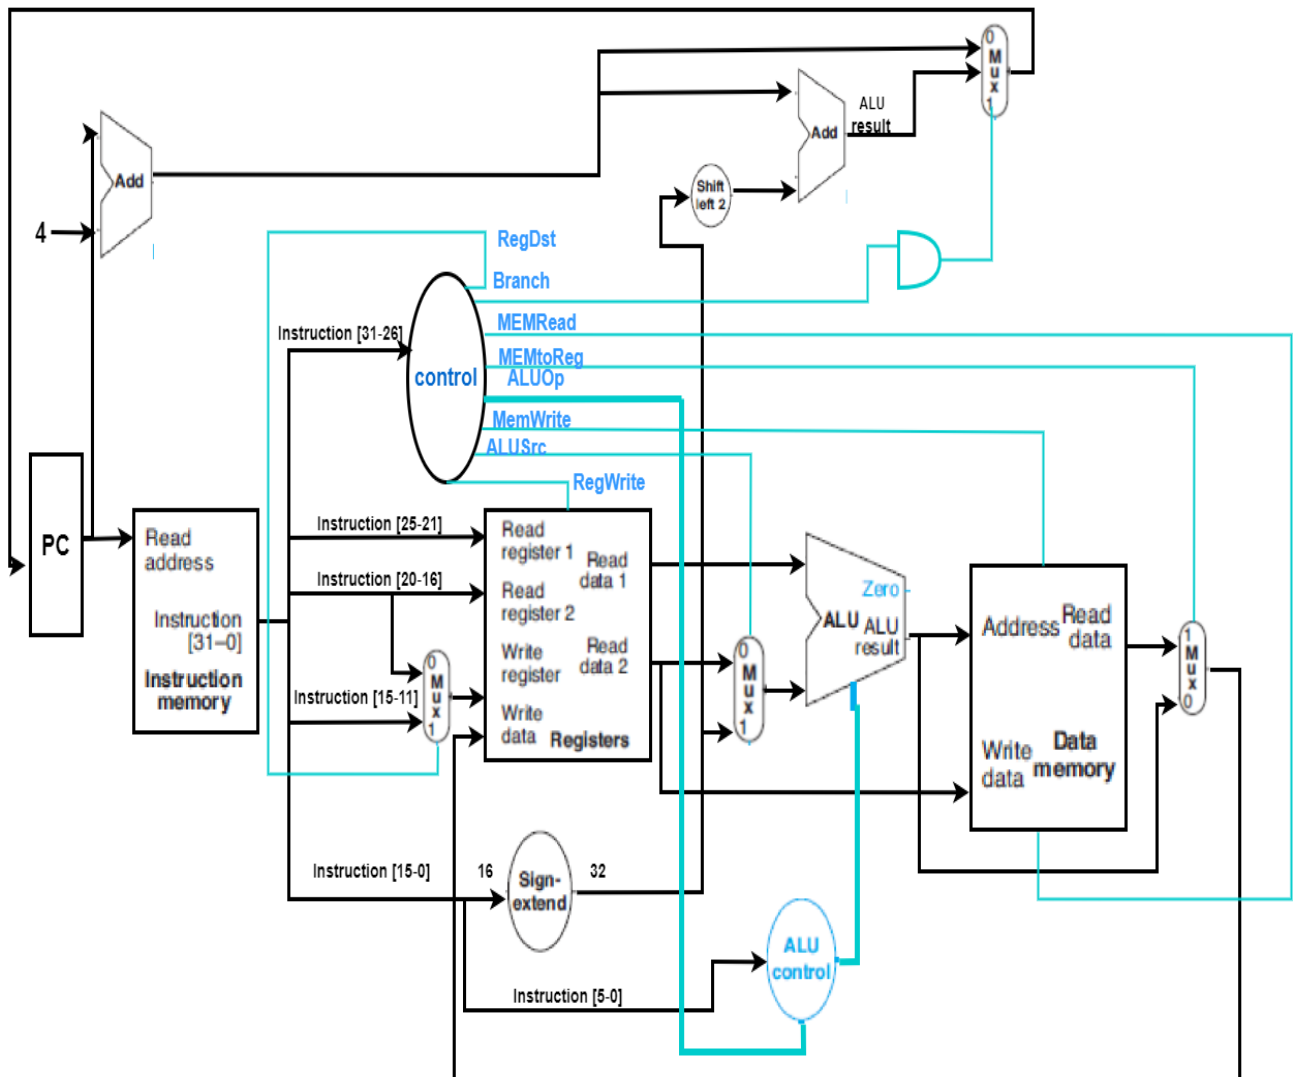 0
Mux
1
ALU
result
Add
Add
Shift
left 2
4
RegDst
Branch
MEMRead
Instruction [31-26]
MEMtoReg
control
ALUOp
MemWrite
ALUSrc
RegWrite
PC
Read
address
Instruction
[31–0]
Instruction
memory
Instruction [25-21]
Instruction [20-16]
Instruction [15-11]
0
Mux
1
Read
register 1
Read
data 1
Read
register 2
Write
register
Read
data 2
Write
data
Registers
0
Mux
1
Zero
ALU
ALU
result
Address
Read
data
Write
data
Data
memory
1
Mux
0
Instruction [15-0]
16
Sign-
extend
32
ALU
control
Instruction [5-0]